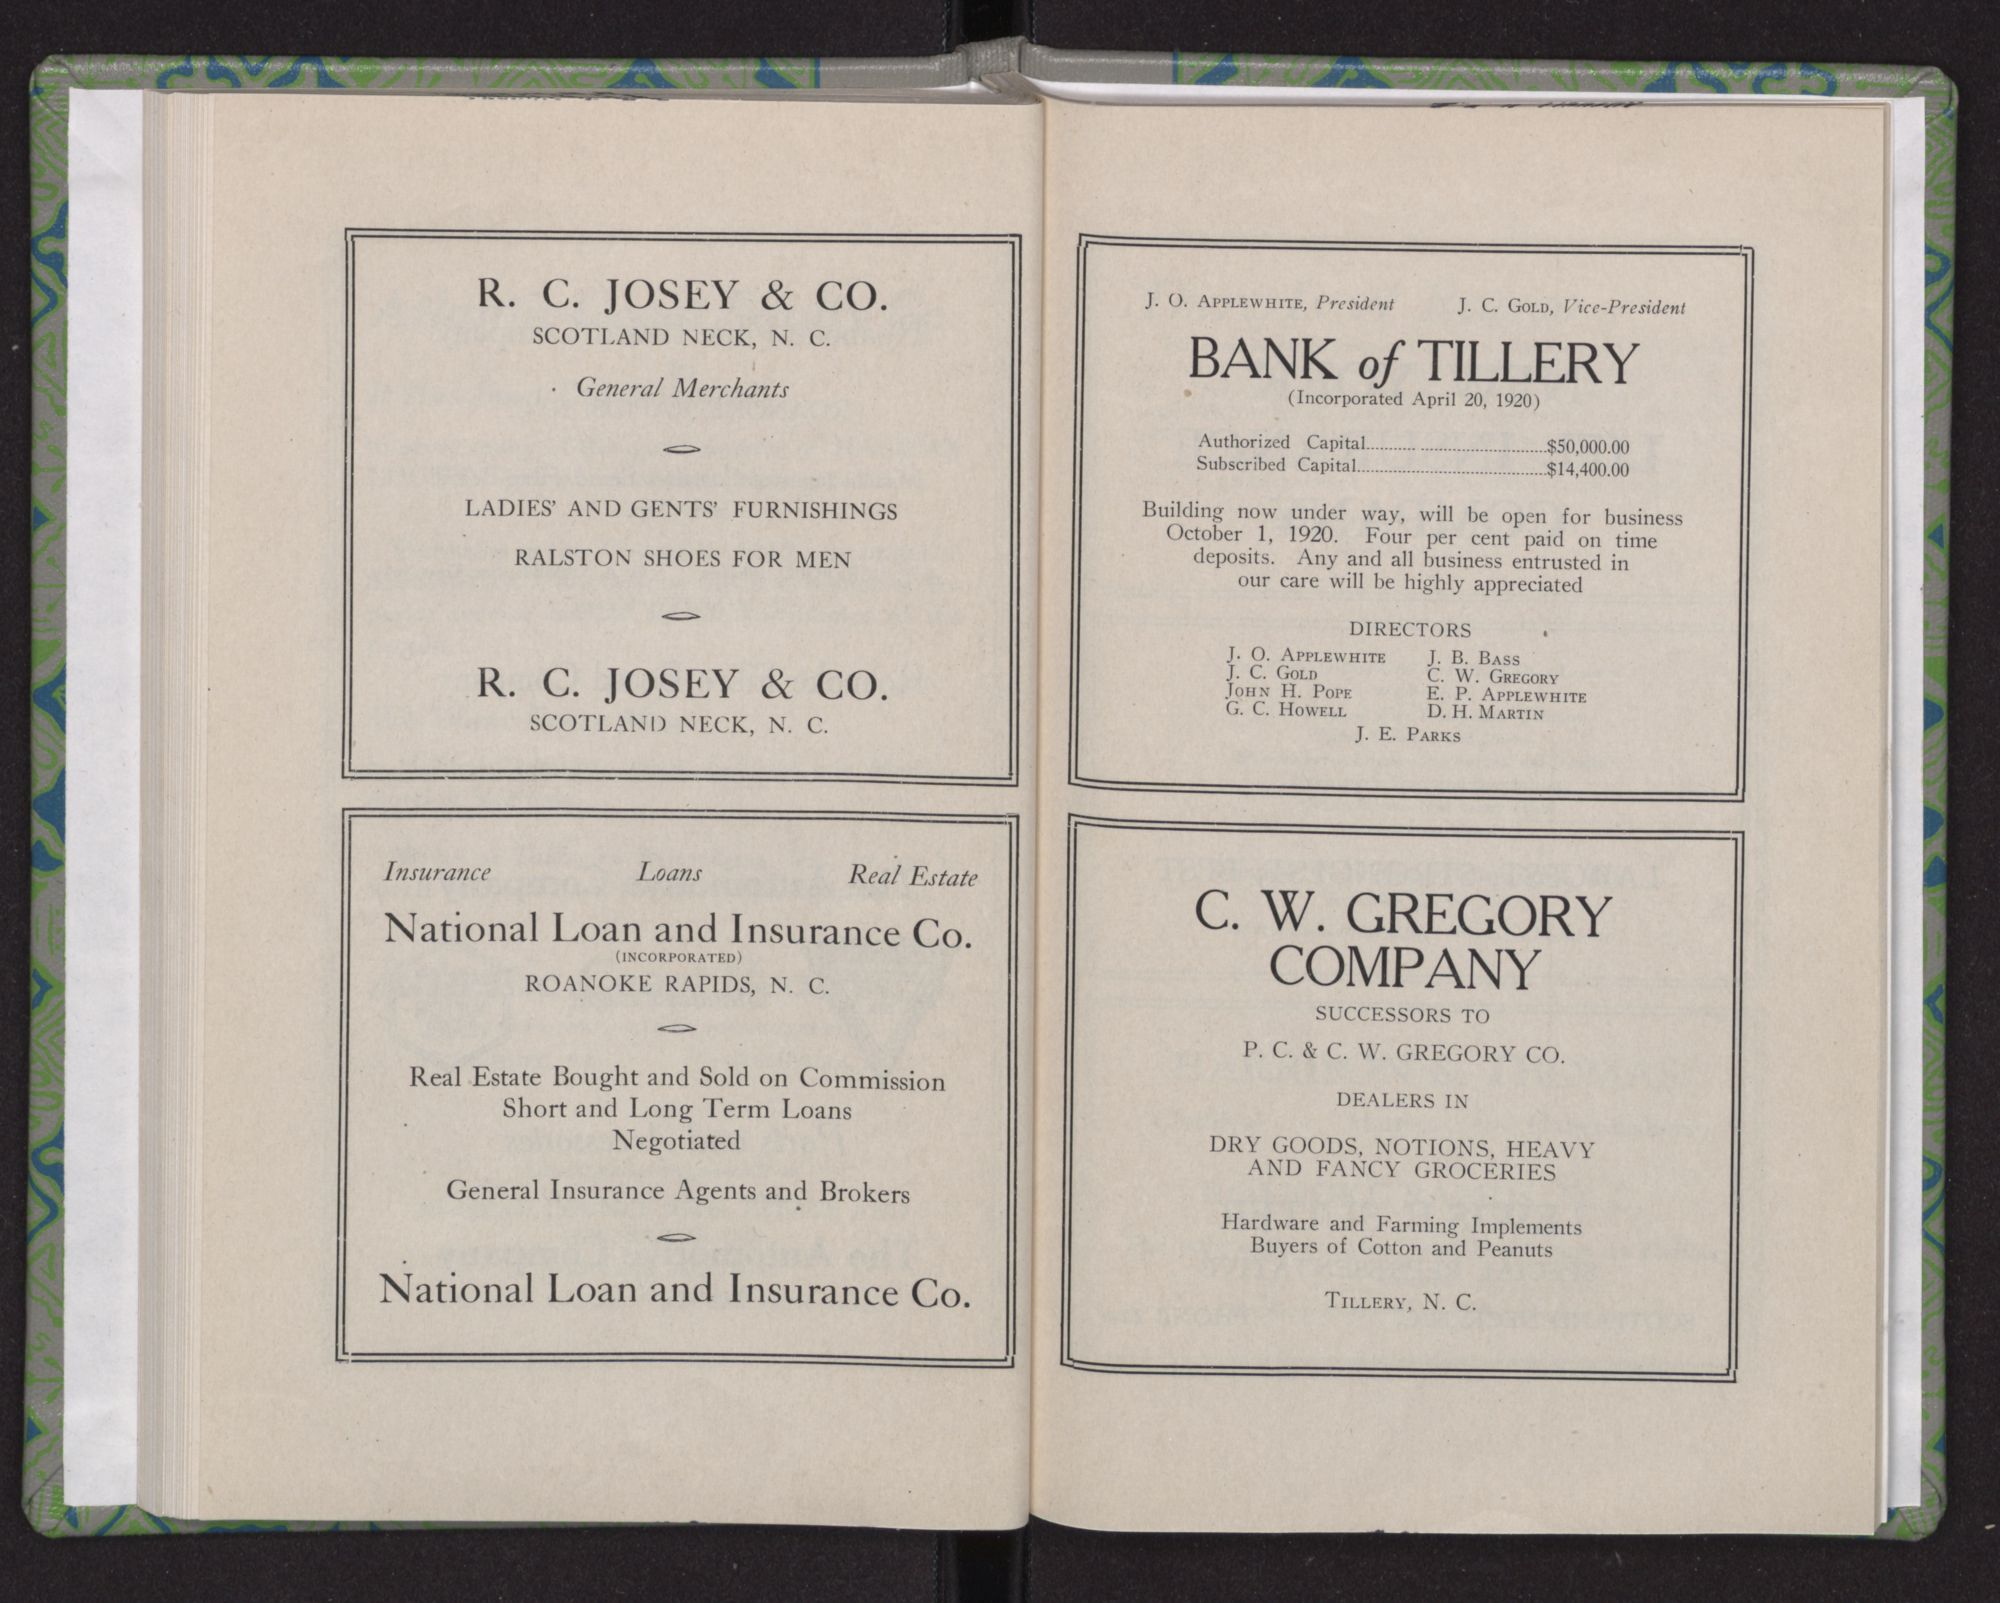 R. C. JOSEY & CO.
SCOTLAND NECK, N. C.
General Merchants
LADIES' AND GENTS' FURNISHINGS
RALSTON SHOES FOR MEN
R. C. JOSEY & CO.
SCOTLAND NECK, N. C.
Insurance Loans Real Estate
National Loan and Insurance Co.
(INCORPORATED)
ROANOKE RAPIDS, N. C.
Real Estate Bought and Sold on Commission
Short and Long Term Loans
Negotiated
General Insurance Agents and Brokers
National Loan and Insurance Co.
J. O. APPLEWHITE, President J. C. GOLD, Vice-President
BANK of TILLERY
(Incorporated April 20, 1920)
Authorized Capital.....................$50,000.00
Subscribed Capital.....................$14,400.00
Building now under way, will be open for business
October 1, 1920. Four per cent paid on time
deposits. Any and all business entrusted in
our care will be highly appreciated
DIRECTORS
J. O. APPLEWHITE J. B. BASS
J. C. GOLD C. W. GREGORY
JOHN H. POPE E. P. APPLEWHITE
G. C. HOWELL D. H. MARTIN
J. E. PARKS
C. W. GREGORY
COMPANY
SUCCESSORS TO
P. C. & C. W. GREGORY CO.
DEALERS IN
DRY GOODS, NOTIONS, HEAVY
AND FANCY GROCERIES
Hardware and Farming Implements
Buyers of Cotton and Peanuts
TILLERY, N. C.